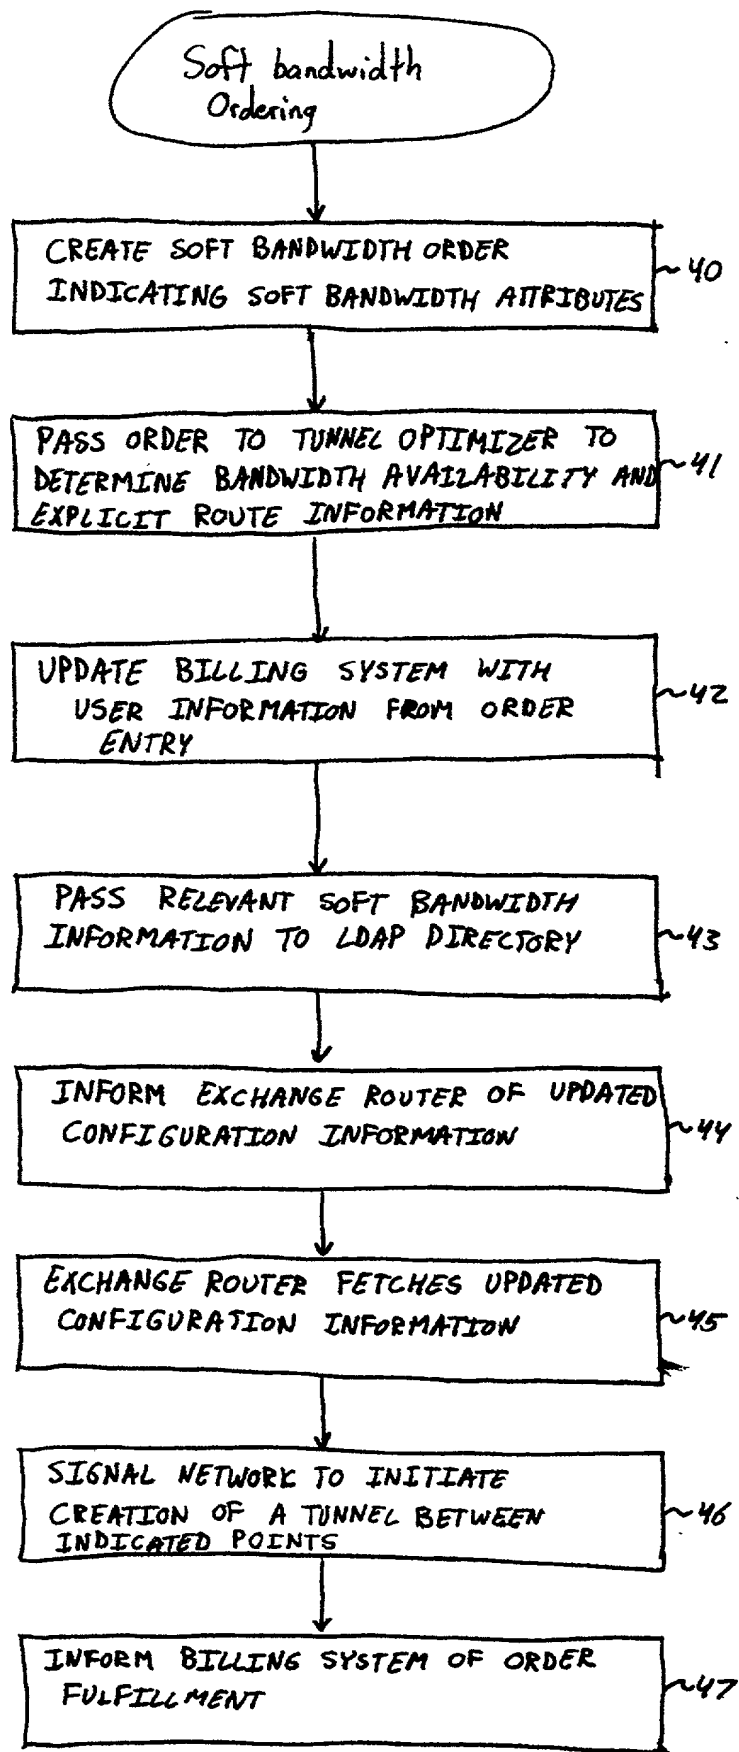 Soft bandwidth
Ordering
CREATE SOFT BANDWIDTH ORDER
INDICATING SOFT BANDWIDTH ATTRIBUTES
~40
PASS ORDER TO TUNNEL OPTIMIZER TO
DETERMINE BANDWIDTH AVAILABILITY AND
EXPLICIT ROUTE INFORMATION
~41
UPDATE BILLING SYSTEM WITH
USER INFORMATION FROM ORDER
ENTRY
~42
PASS RELEVANT SOFT BANDWIDTH
INFORMATION TO LDAP DIRECTORY
~43
INFORM EXCHANGE ROUTER OF UPDATED
CONFIGURATION INFORMATION
~44
EXCHANGE ROUTER FETCHES UPDATED
CONFIGURATION INFORMATION
~45
SIGNAL NETWORK TO INITIATE
CREATION OF A TUNNEL BETWEEN
INDICATED POINTS
~46
INFORM BILLING SYSTEM OF ORDER
FULFILLMENT
~47